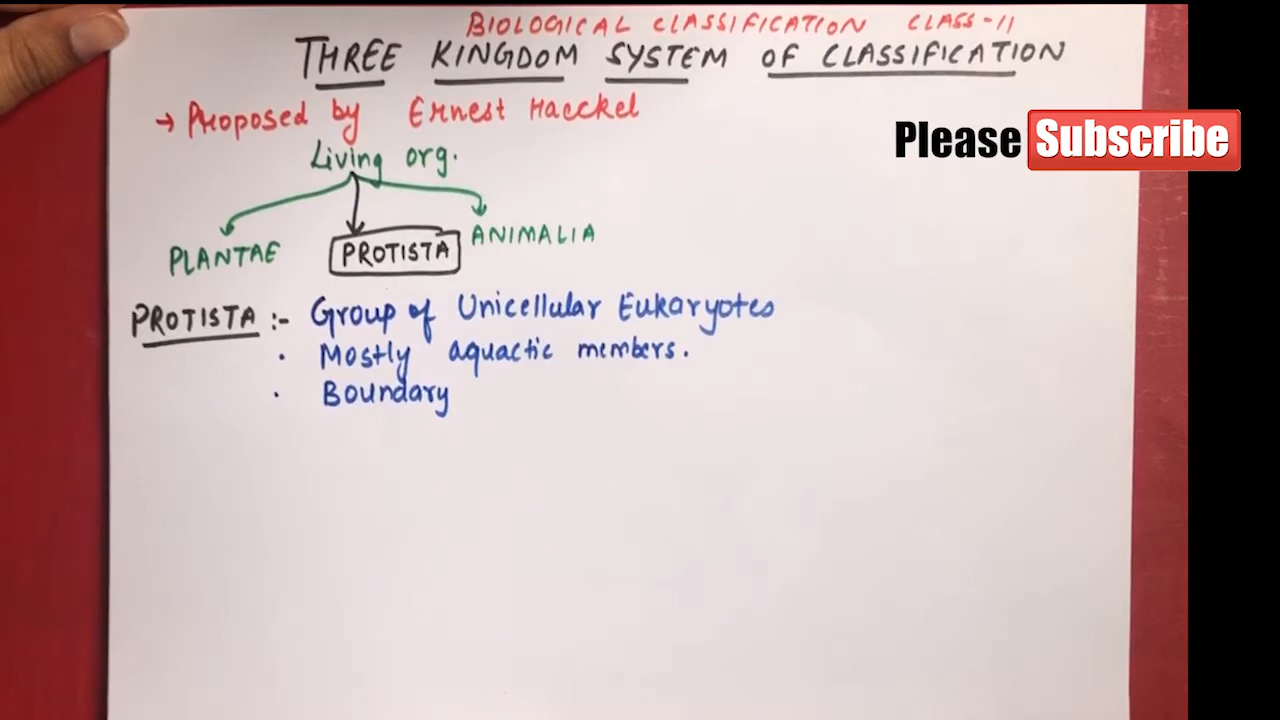 BIOLOGICAL CLASSIFICATION CLASS-11
THREE KINGDOM SYSTEM OF CLASSIFICATION
→ Proposed by Ernest Haeckel
Please Subscribe
Living org.
PLANTAE PROTISTA ANIMALIA
PROTISTA :- Group of Unicellular Eukaryotes
· Mostly aquactic members.
· Boundary